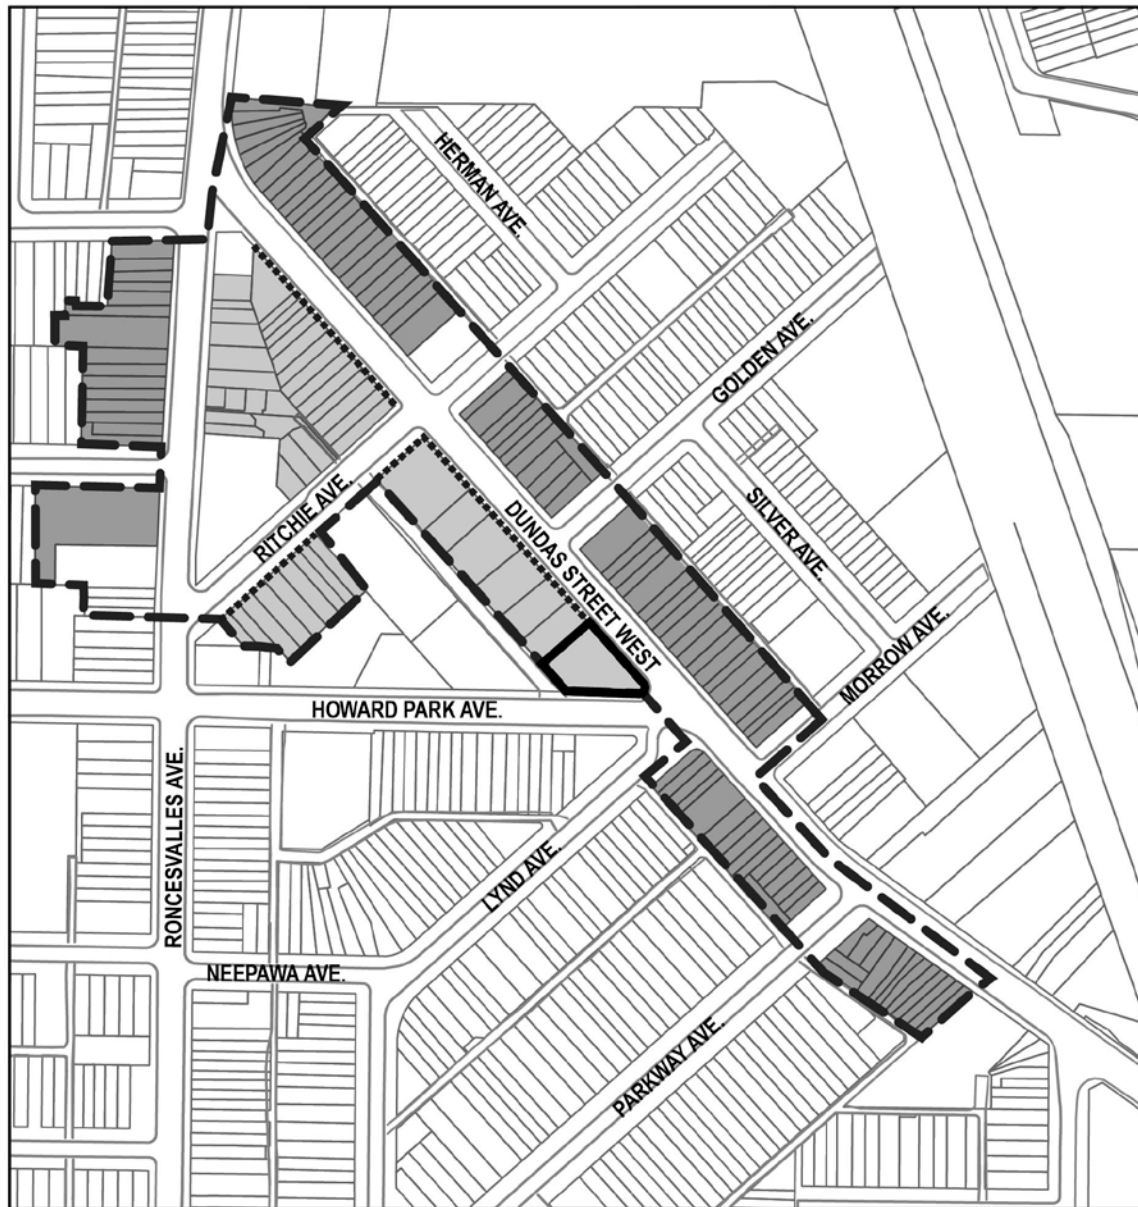 HERMAN AVE.
GOLDEN AVE.
RITCHIE AVE.
SILVER AVE.
DUNDAS STREET WEST
MORROW AVE.
HOWARD PARK AVE.
RONCESVALLES AVE.
LYND AVE.
NEEPAWA AVE.
PARKWAY AVE.